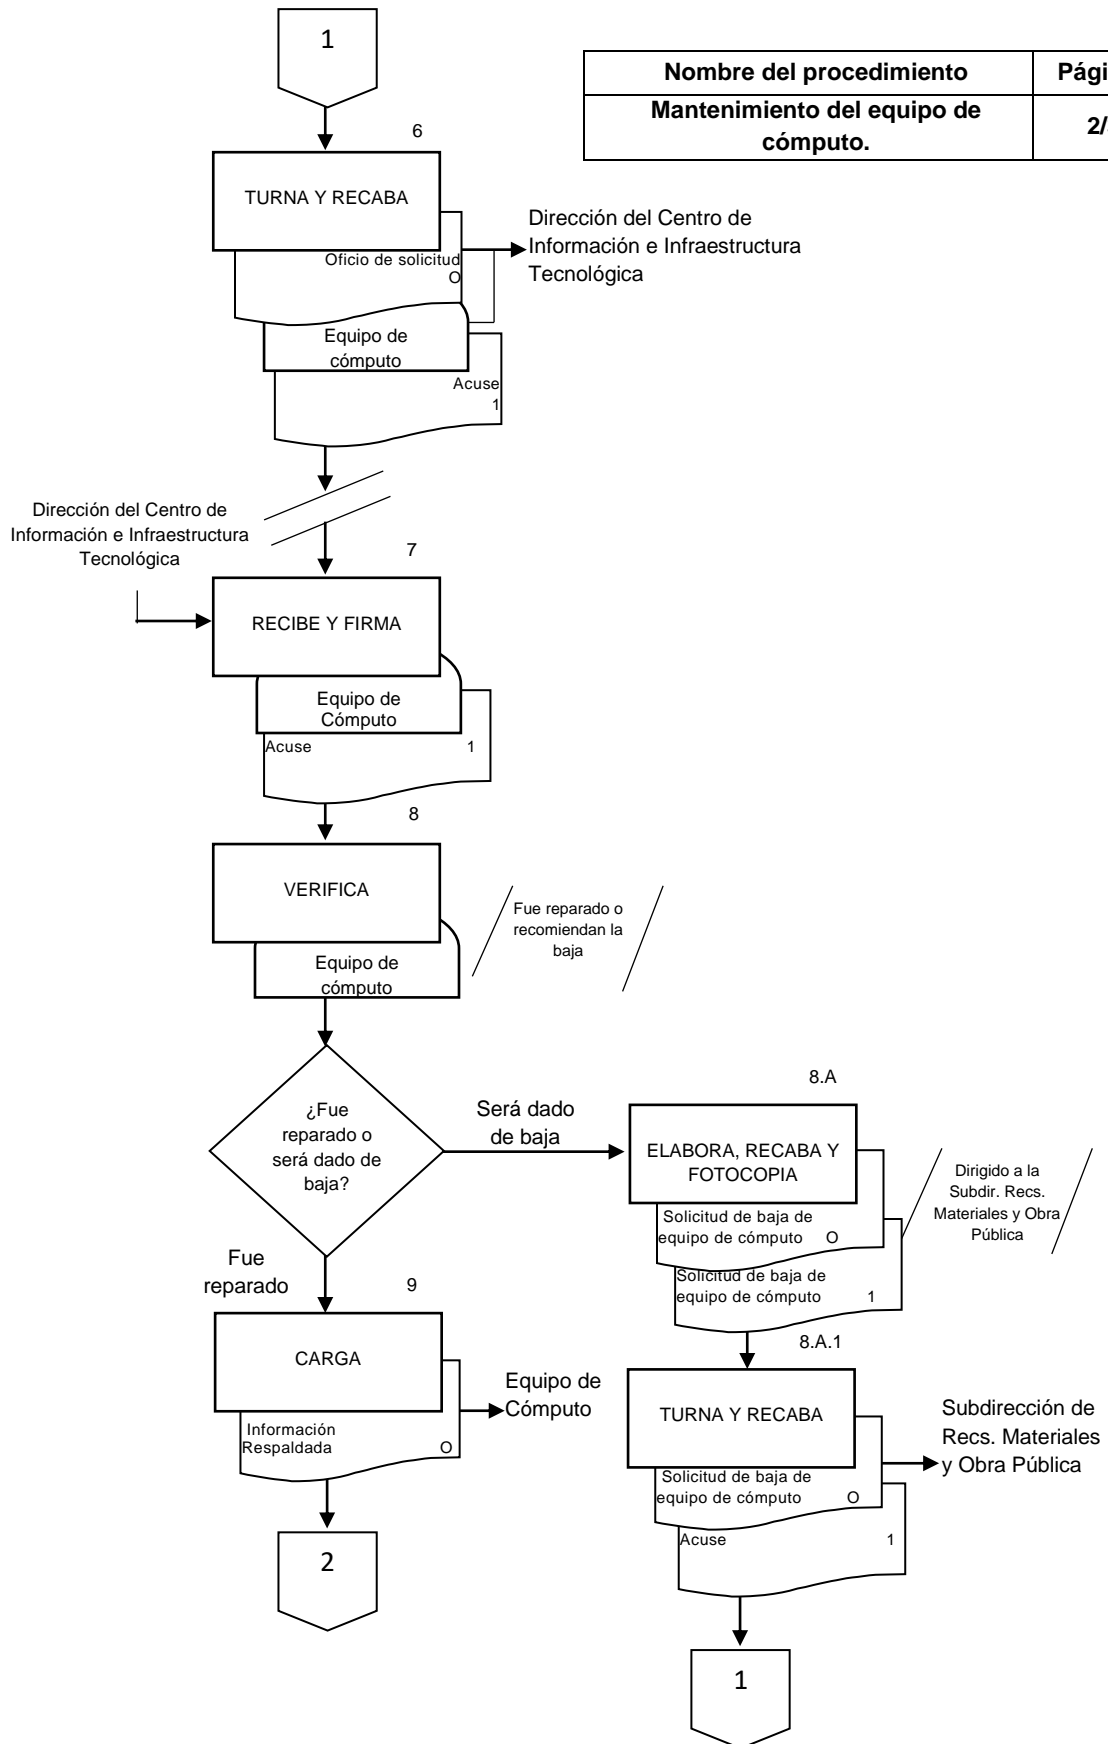 1
Nombre del procedimiento
Mantenimiento del equipo de
cómputo.
2/
6
TURNA Y RECABA
Oficio de solicitud
O
Dirección del Centro de
Información e Infraestructura
Tecnológica
Equipo de
cómputo
Acuse
1
Dirección del Centro de
Información e Infraestructura
Tecnológica
7
RECIBE Y FIRMA
Equipo de
Cómputo
Acuse 1
8
VERIFICA
Equipo de
cómputo
Fue reparado o
recomiendan la
baja
¿Fue
reparado o
será dado de
baja?
Será dado
de baja
8.A
ELABORA, RECABA Y
FOTOCOPIA
Solicitud de baja de
equipo de cómputo O
Solicitud de baja de
equipo de cómputo 1
Dirigido a la
Subdir. Recs.
Materiales y Obra
Pública
Fue
reparado
9
CARGA
Información
Respaldada O
Equipo de
Cómputo
2
8.A.1
TURNA Y RECABA
Solicitud de baja de
equipo de cómputo O
Acuse 1
Subdirección de
Recs. Materiales
y Obra Pública
1